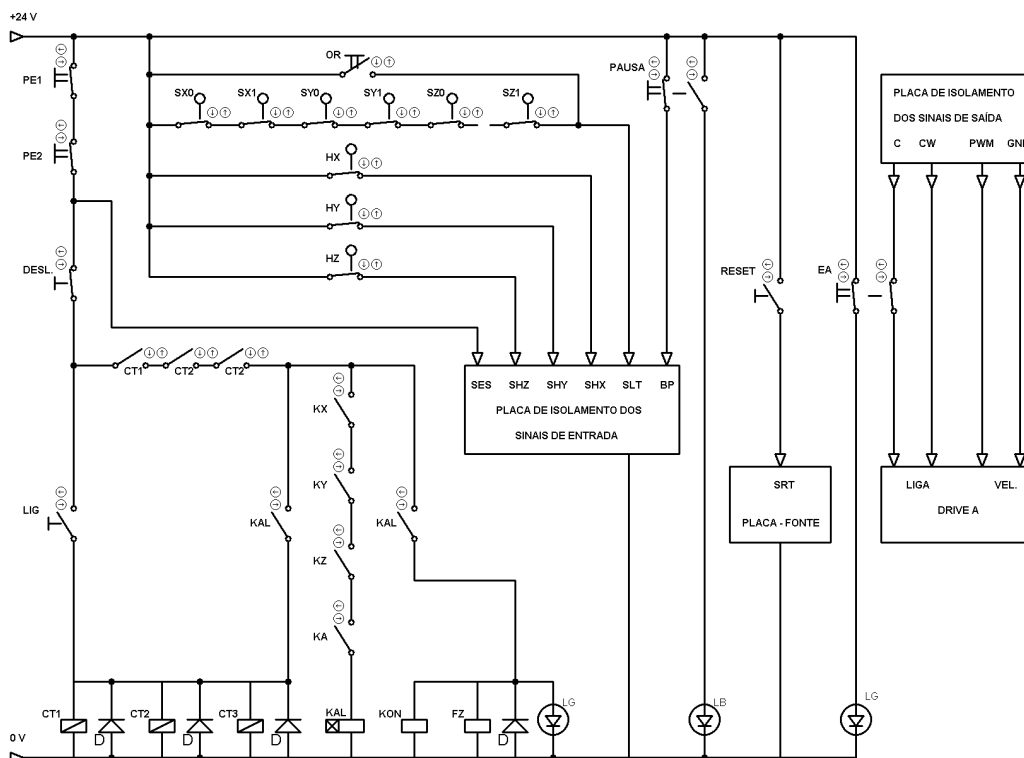 +24 V
OR
PAUSA
PE1
SX0 SX1 SY0 SY1 SZ0 SZ1
PLACA DE ISOLAMENTO
DOS SINAIS DE SAÍDA
C CW PWM GND
PE2
HX
HY
HZ
DESL.
RESET
EA
CT1 CT2 CT2
SES SHZ SHY SHX SLT BP
PLACA DE ISOLAMENTO DOS
SINAIS DE ENTRADA
KX
KY
LIG
KAL
KAL
KZ
KA
SRT
PLACA - FONTE
LIGA VEL.
DRIVE A
CT1 D CT2 D CT3 D KAL KON FZ D LG LB LG
0 V